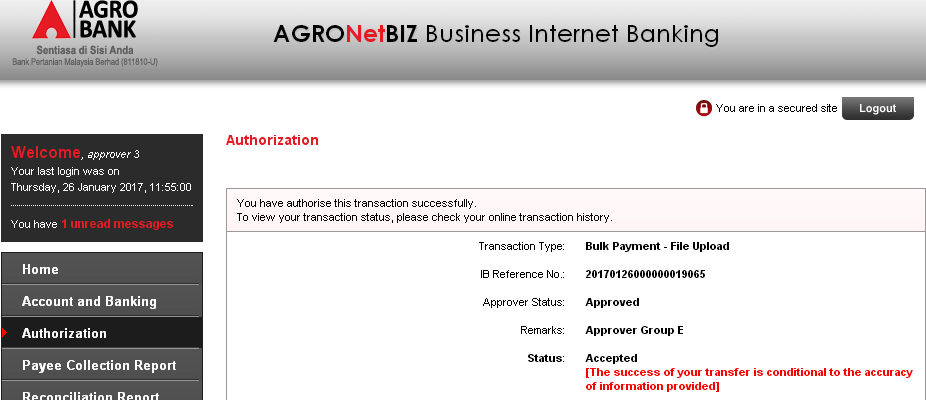 AGRO
BANK
Sentiasa di Sisi Anda
Bank Pertanian Malaysia Berhad (811810-U)
AGRONetBIZ Business Internet Banking
You are in a secured site
Logout
Welcome, approver 3
Your last login was on
Thursday, 26 January 2017, 11:55:00
You have 1 unread messages
Home
Account and Banking
Authorization
Payee Collection Report
Reconciliation Report
Authorization
You have authorise this transaction successfully.
To view your transaction status, please check your online transaction history.
Transaction Type: Bulk Payment - File Upload
IB Reference No.: 20170126000000019065
Approver Status: Approved
Remarks: Approver Group E
Status: Accepted
[The success of your transfer is conditional to the accuracy
of information provided]